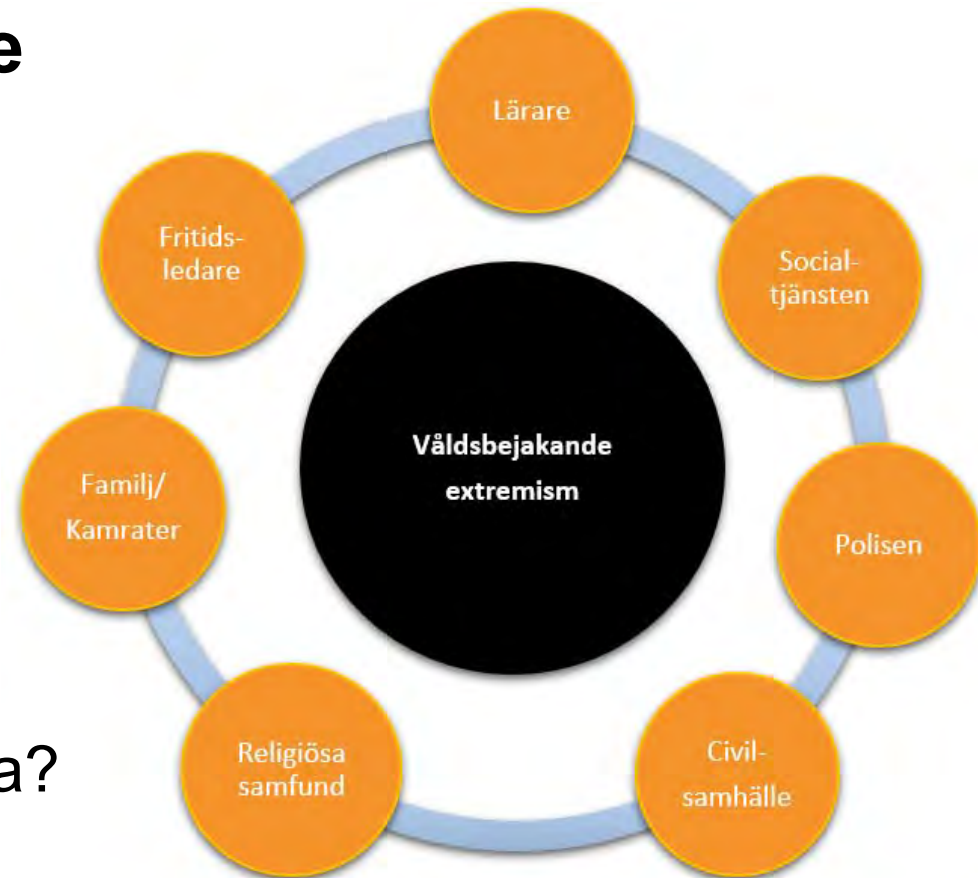 e
Lärare
Fritids-
ledare
Social-
tjänsten
Våldsbejakande
extremism
Familj/
Kamrater
Polisen
Religiösa
samfund
Civil-
samhälle
a?